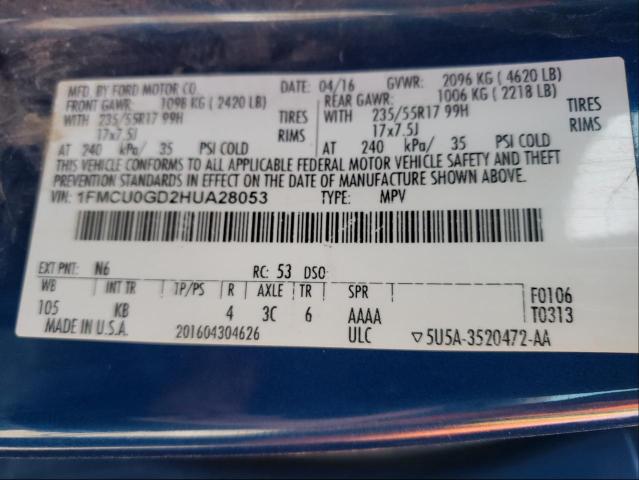 MFD. BY FORD MOTOR CO. DATE: 04/16 GVWR: 2096 KG ( 4620 LB)
FRONT GAWR: 1098 KG ( 2420 LB) REAR GAWR: 1006 KG ( 2218 LB)
WITH 235/55R17 99H TIRES WITH 235/55R17 99H TIRES
17x7.5J RIMS 17x7.5J RIMS
AT 240 kPa/ 35 PSI COLD AT 240 kPa/ 35 PSI COLD
THIS VEHICLE CONFORMS TO ALL APPLICABLE FEDERAL MOTOR VEHICLE SAFETY AND THEFT
PREVENTION STANDARDS IN EFFECT ON THE DATE OF MANUFACTURE SHOWN ABOVE.
VIN: 1FMCU0GD2HUA28053 TYPE: MPV
EXT PNT: N6 RC: 53 DSO:
WB INT TR TP/PS R AXLE TR SPR F0106
105 KB 4 3C 6 AAAA T0313
MADE IN U.S.A. 201604304626 ULC ▽5U5A-3520472-AA